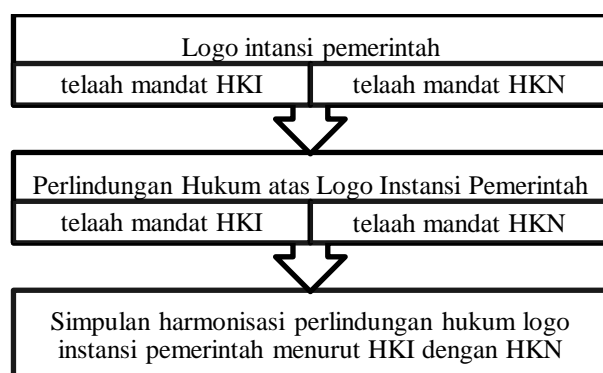 Logo intansi pemerintah
telaah mandat HKI
telaah mandat HKN
Perlindungan Hukum atas Logo Instansi Pemerintah
telaah mandat HKI
telaah mandat HKN
Simpulan harmonisasi perlindungan hukum logo
instansi pemerintah menurut HKI dengan HKN